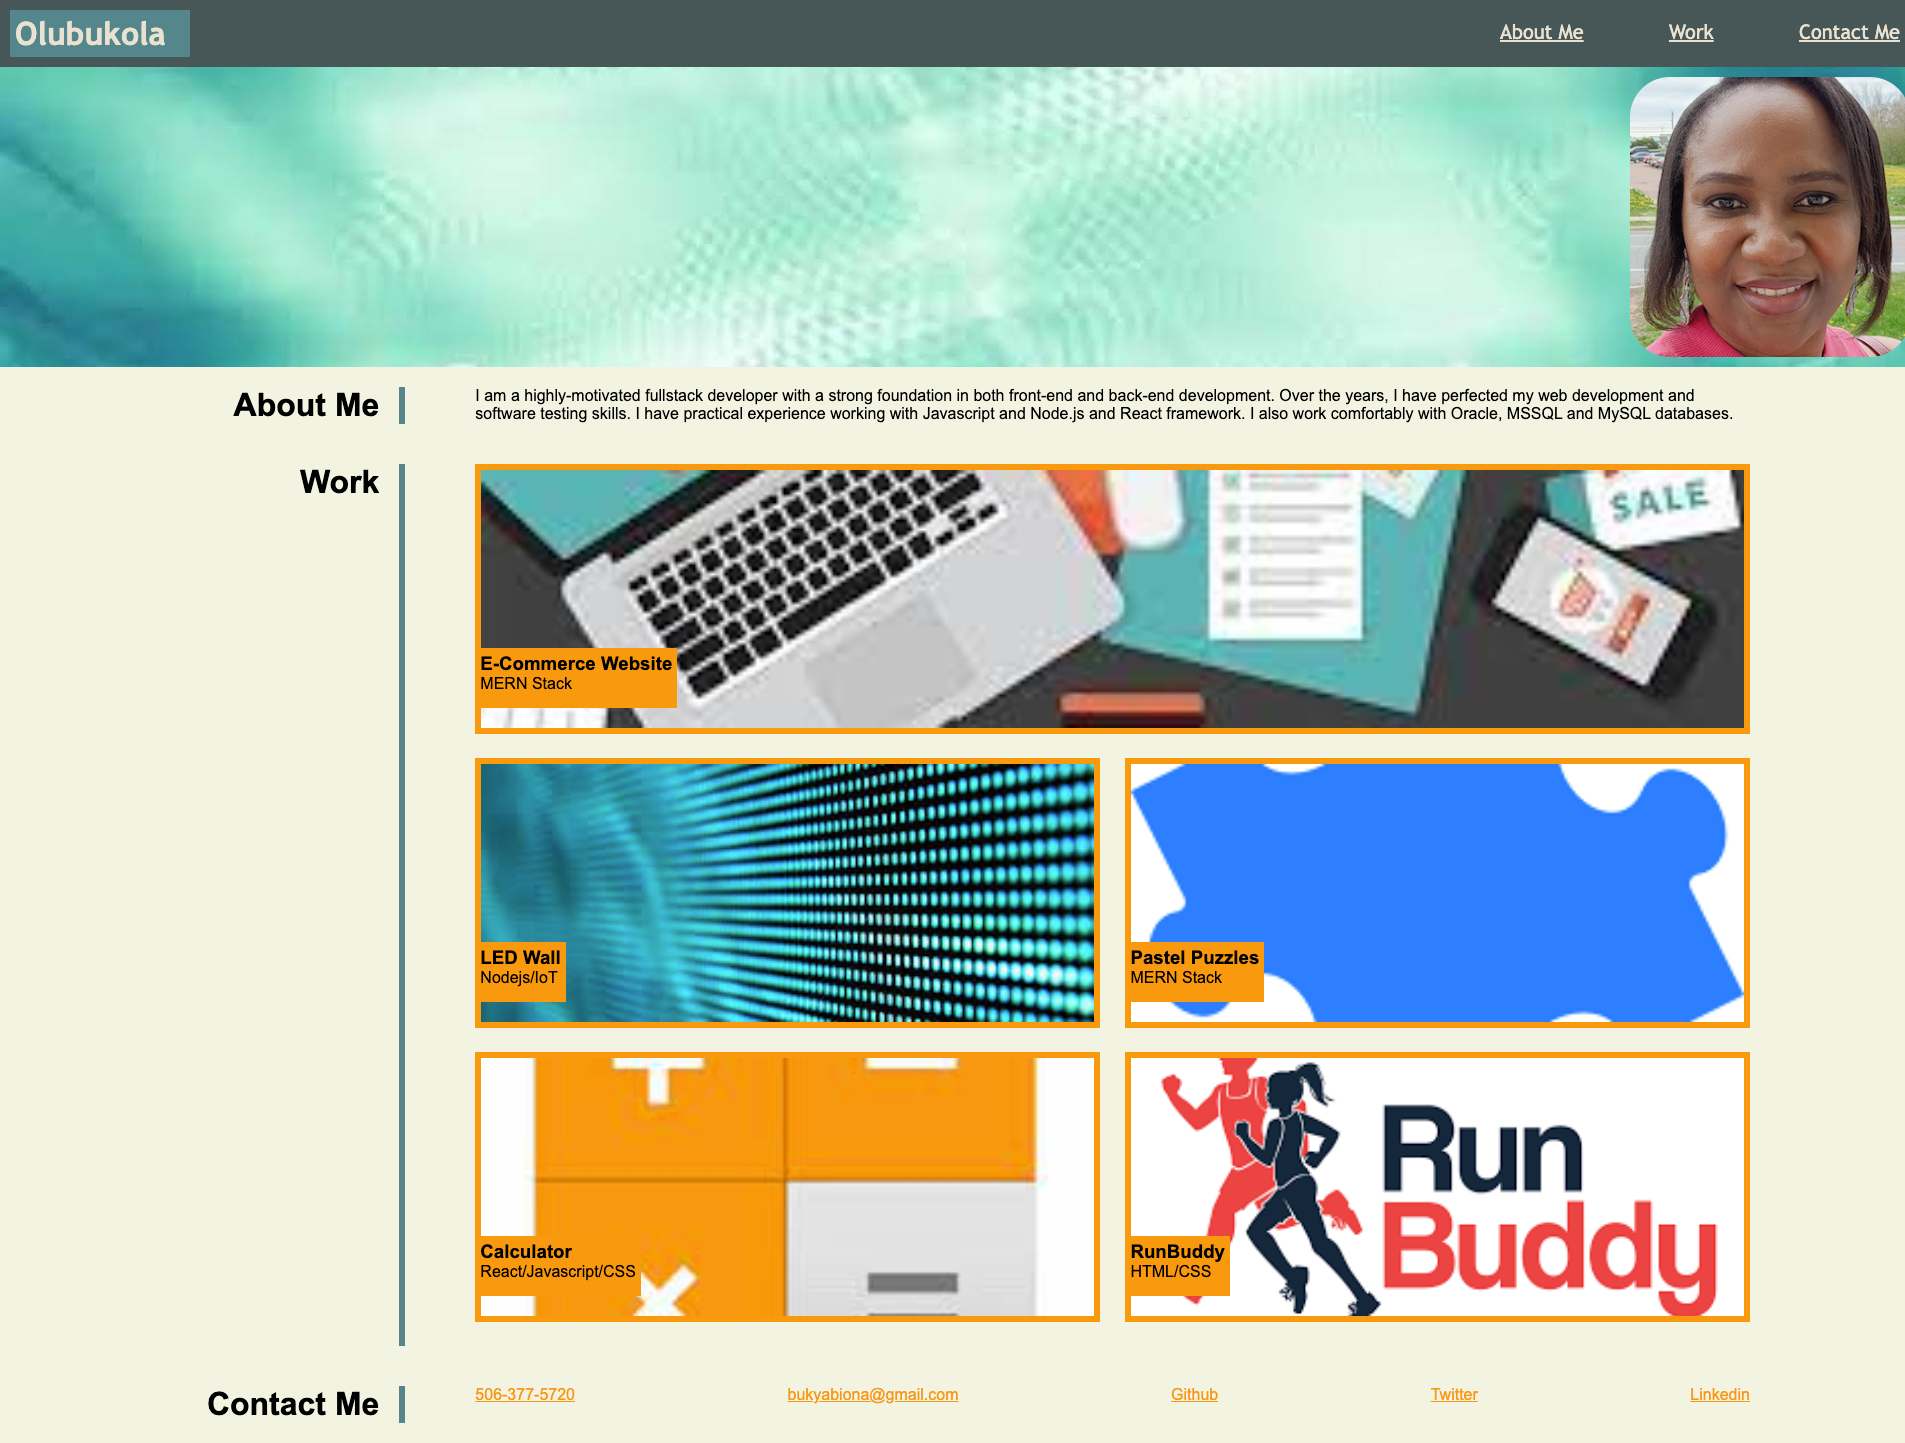 Olubukola
About Me
Work
Contact Me
About Me
I am a highly-motivated fullstack developer with a strong foundation in both front-end and back-end development. Over the years, I have perfected my web development and
software testing skills. I have practical experience working with Javascript and Node.js and React framework. I also work comfortably with Oracle, MSSQL and MySQL databases.
Work
SALE
E-Commerce Website
MERN Stack
LED Wall
Nodejs/IoT
Pastel Puzzles
MERN Stack
Calculator
React/Javascript/CSS
Run
Buddy
RunBuddy
HTML/CSS
Contact Me
506-377-5720
bukyabiona@gmail.com
Github
Twitter
Linkedin